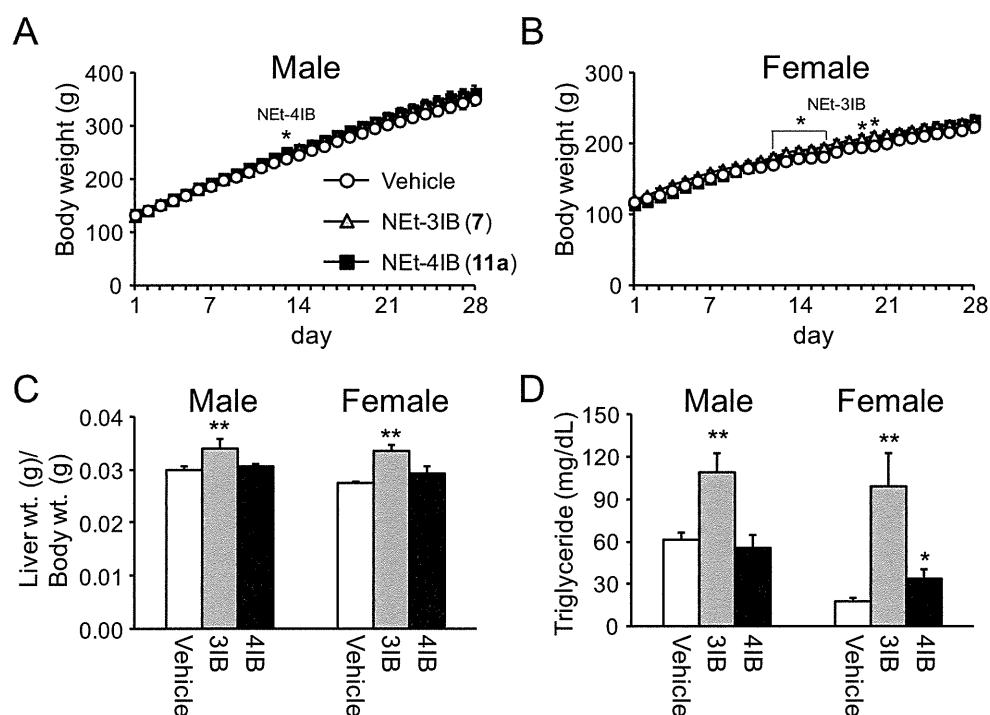 A
Male
Body weight (g)
400
300
200
100
0
NEt-4IB
*
Vehicle
NEt-3IB (7)
NEt-4IB (11a)
1 7 14 21 28
day
B
Female
Body weight (g)
300
200
100
0
NEt-3IB
*
**
1 7 14 21 28
day
C
Male Female
Liver wt. (g)/
Body wt. (g)
0.04
0.03
0.02
0.01
0.00
** **
Vehicle 3IB 4IB Vehicle 3IB 4IB
D
Male Female
Triglyceride (mg/dL)
150
120
90
60
30
0
** ** *
Vehicle 3IB 4IB Vehicle 3IB 4IB